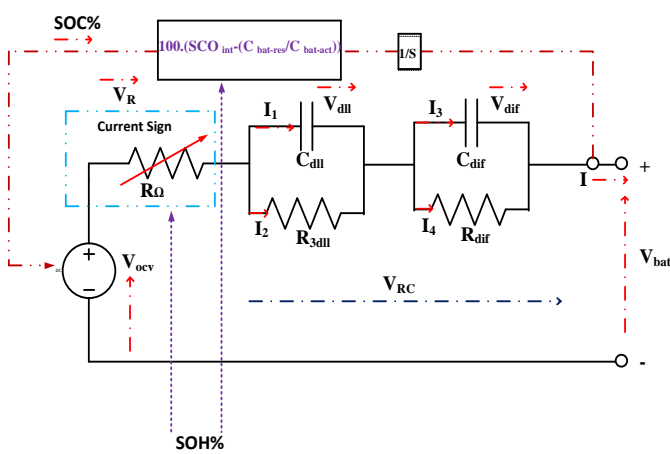 SOC%
100.(SCO int-(C bat-res/C bat-act))
1/S
VR
Current Sign
RΩ
I1
Vdll
Cdll
I2
R3dll
I3
Vdif
Cdif
I4
Rdif
I
+
Vocv
+
−
VRC
Vbat
-
SOH%